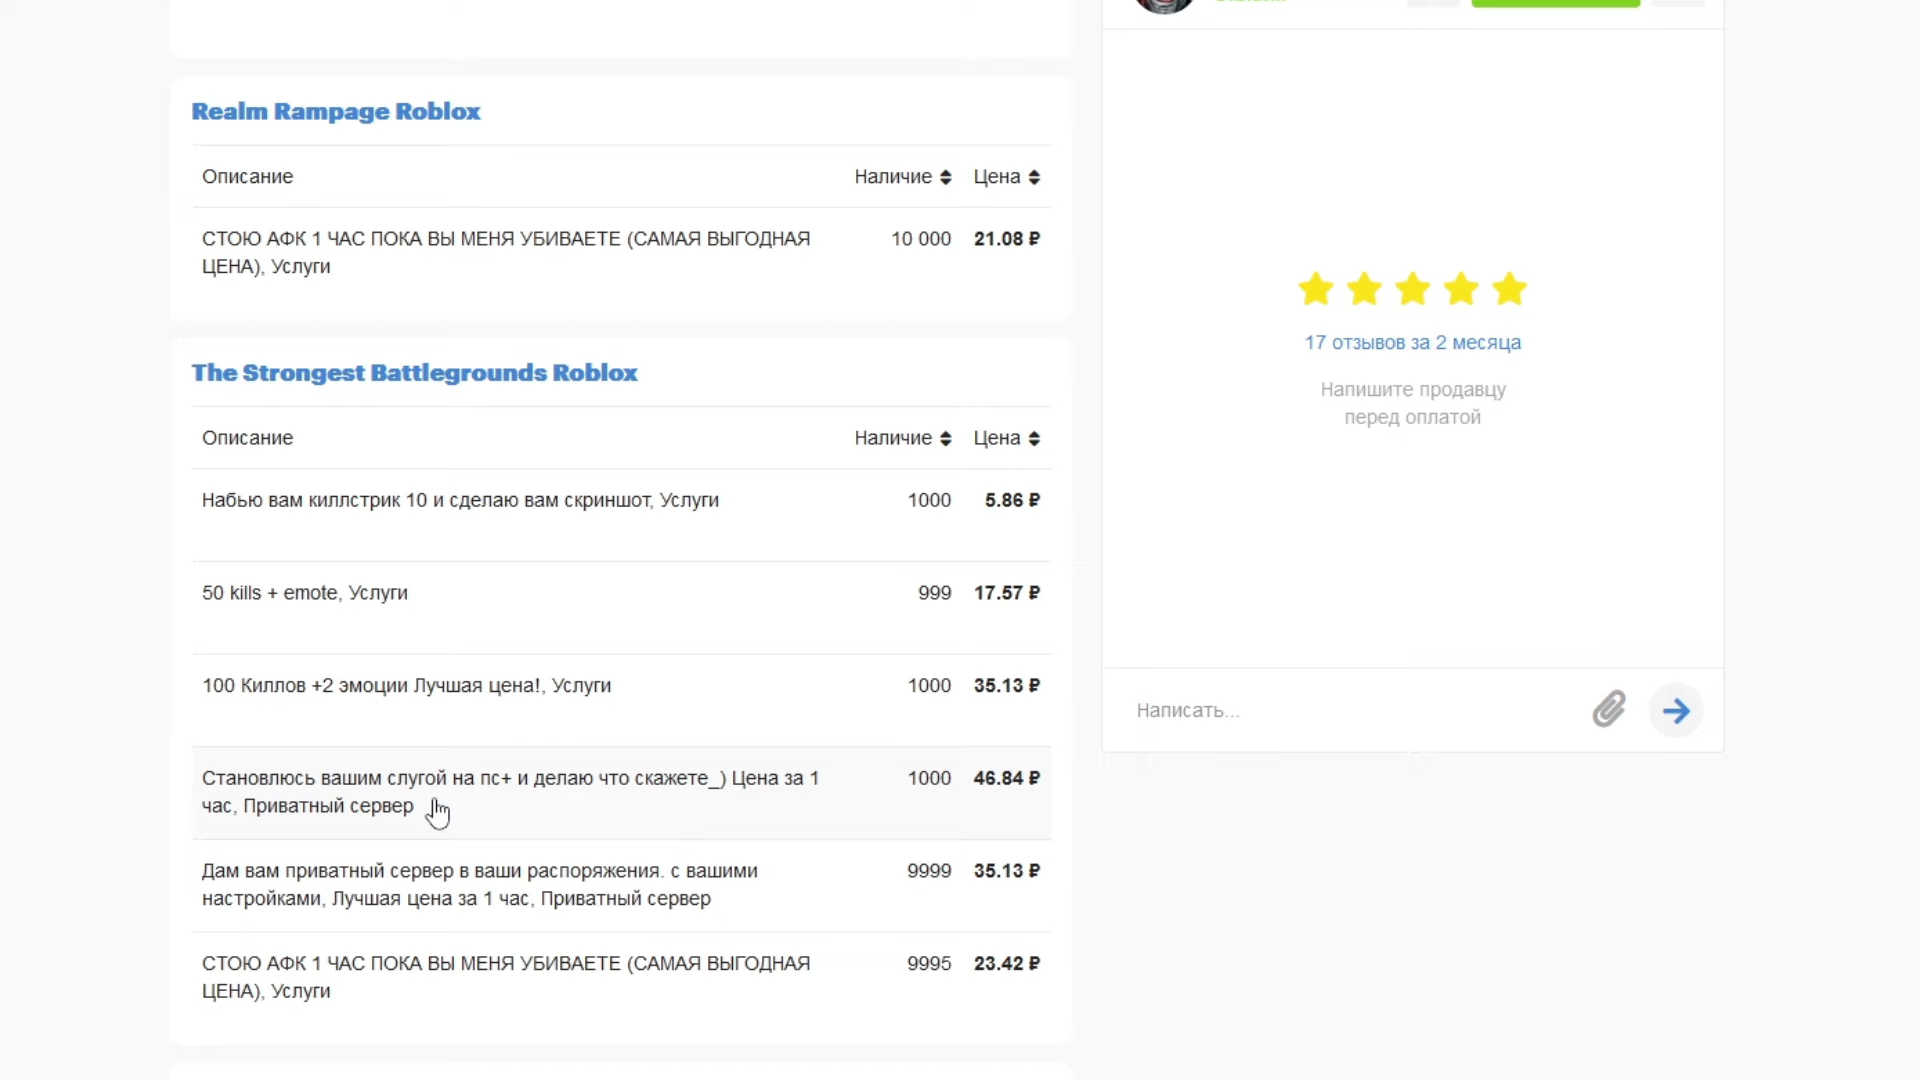 Realm Rampage Roblox
Описание Наличие Цена
СТОЮ АФК 1 ЧАС ПОКА ВЫ МЕНЯ УБИВАЕТЕ (САМАЯ ВЫГОДНАЯ 10 000 21.08 ₽
ЦЕНА), Услуги
The Strongest Battlegrounds Roblox
Описание Наличие Цена
Набью вам киллстрик 10 и сделаю вам скриншот, Услуги 1000 5.86 ₽
50 kills + emote, Услуги 999 17.57 ₽
100 Киллов +2 эмоции Лучшая цена!, Услуги 1000 35.13 ₽
Становлюсь вашим слугой на пс+ и делаю что скажете_) Цена за 1 1000 46.84 ₽
час, Приватный сервер
Дам вам приватный сервер в ваши распоряжения. с вашими 9999 35.13 ₽
настройками, Лучшая цена за 1 час, Приватный сервер
СТОЮ АФК 1 ЧАС ПОКА ВЫ МЕНЯ УБИВАЕТЕ (САМАЯ ВЫГОДНАЯ 9995 23.42 ₽
ЦЕНА), Услуги
17 отзывов за 2 месяца
Напишите продавцу
перед оплатой
Написать...